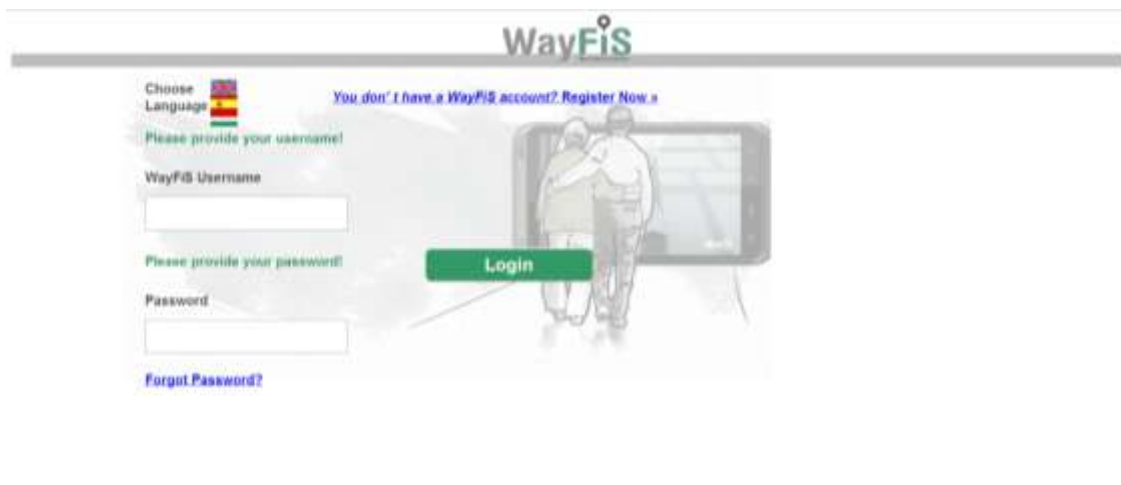 WayFiS
Choose
Language
You don't have a WayFiS account? Register Now »
Please provide your username!
WayFiS Username
Please provide your password!
Login
Password
Forgot Password?